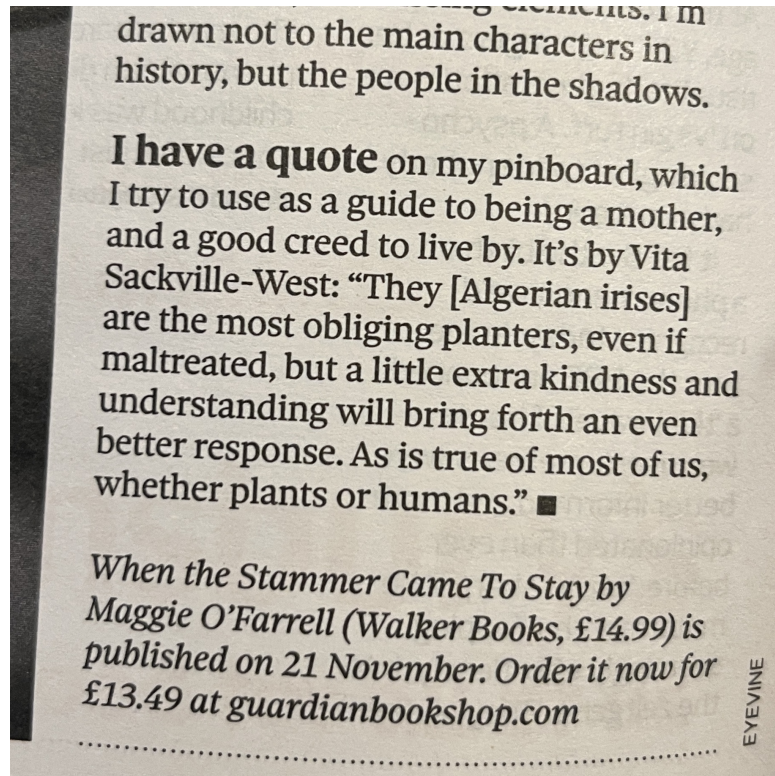 elements. I'm
drawn not to the main characters in
history, but the people in the shadows.
I have a quote on my pinboard, which
I try to use as a guide to being a mother,
and a good creed to live by. It's by Vita
Sackville-West: “They [Algerian irises]
are the most obliging planters, even if
maltreated, but a little extra kindness and
understanding will bring forth an even
better response. As is true of most of us,
whether plants or humans.” ■
When the Stammer Came To Stay by
Maggie O'Farrell (Walker Books, £14.99) is
published on 21 November. Order it now for
£13.49 at guardianbookshop.com
EYEVINE